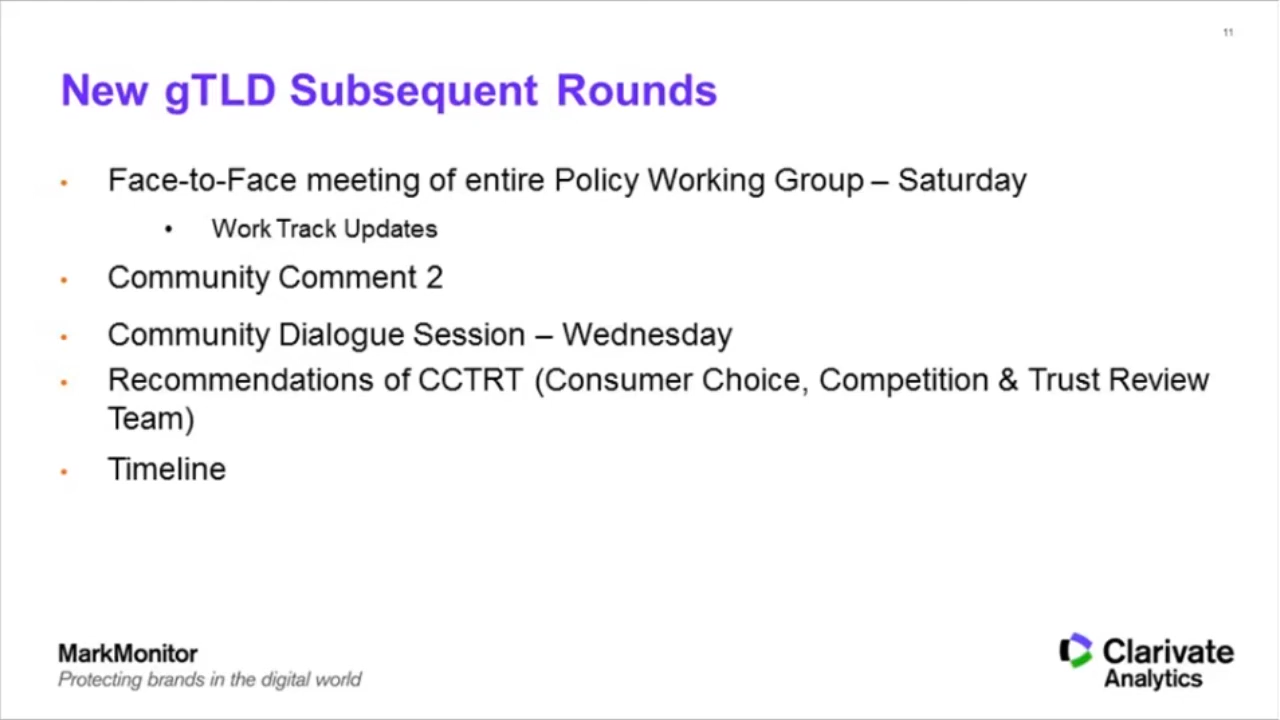 11
New gTLD Subsequent Rounds
• Face-to-Face meeting of entire Policy Working Group – Saturday
• Work Track Updates
• Community Comment 2
• Community Dialogue Session – Wednesday
• Recommendations of CCTRT (Consumer Choice, Competition & Trust Review
Team)
• Timeline
MarkMonitor
Protecting brands in the digital world
Clarivate
Analytics